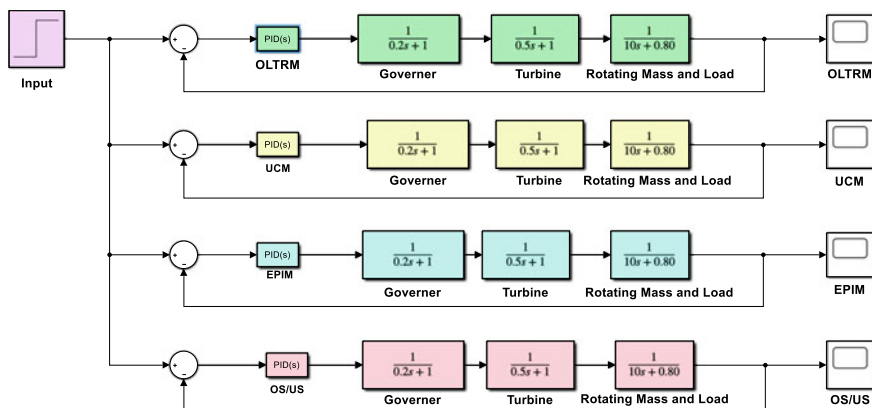 PID(s)
1
0.2s + 1
1
0.5s + 1
1
10s + 0.80
OLTRM
Governer
Turbine
Rotating Mass and Load
OLTRM
Input
PID(s)
1
0.2s + 1
1
0.5s + 1
1
10s + 0.80
UCM
Governer
Turbine
Rotating Mass and Load
UCM
PID(s)
1
0.2s + 1
1
0.5s + 1
1
10s + 0.80
EPIM
Governer
Turbine
Rotating Mass and Load
EPIM
PID(s)
1
0.2s + 1
1
0.5s + 1
1
10s + 0.80
OS/US
Governer
Turbine
Rotating Mass and Load
OS/US